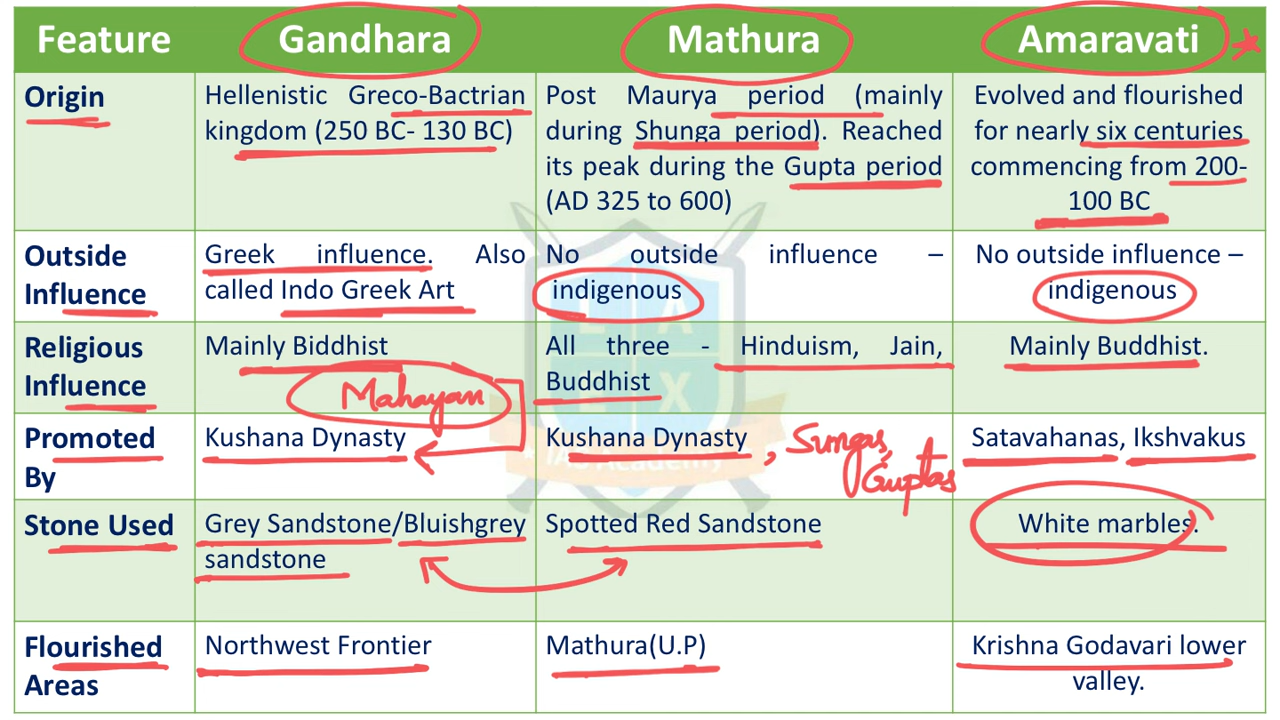 Feature Gandhara Mathura Amaravati
Origin
Hellenistic Greco-Bactrian
kingdom (250 BC- 130 BC)
Post Maurya period (mainly
during Shunga period). Reached
its peak during the Gupta period
(AD 325 to 600)
Evolved and flourished
for nearly six centuries
commencing from 200-
100 BC
Outside
Influence
Greek influence. Also
called Indo Greek Art
No outside influence –
indigenous
No outside influence –
indigenous
Religious
Influence
Mainly Biddhist
Mahayan
All three - Hinduism, Jain,
Buddhist
Mainly Buddhist.
Promoted
By
Kushana Dynasty
Kushana Dynasty , Sungas,
Guptas
Satavahanas, Ikshvakus
Stone Used
Grey Sandstone/Bluishgrey
sandstone
Spotted Red Sandstone
White marbles.
Flourished
Areas
Northwest Frontier
Mathura(U.P)
Krishna Godavari lower
valley.
L A
E X
IAS Academy